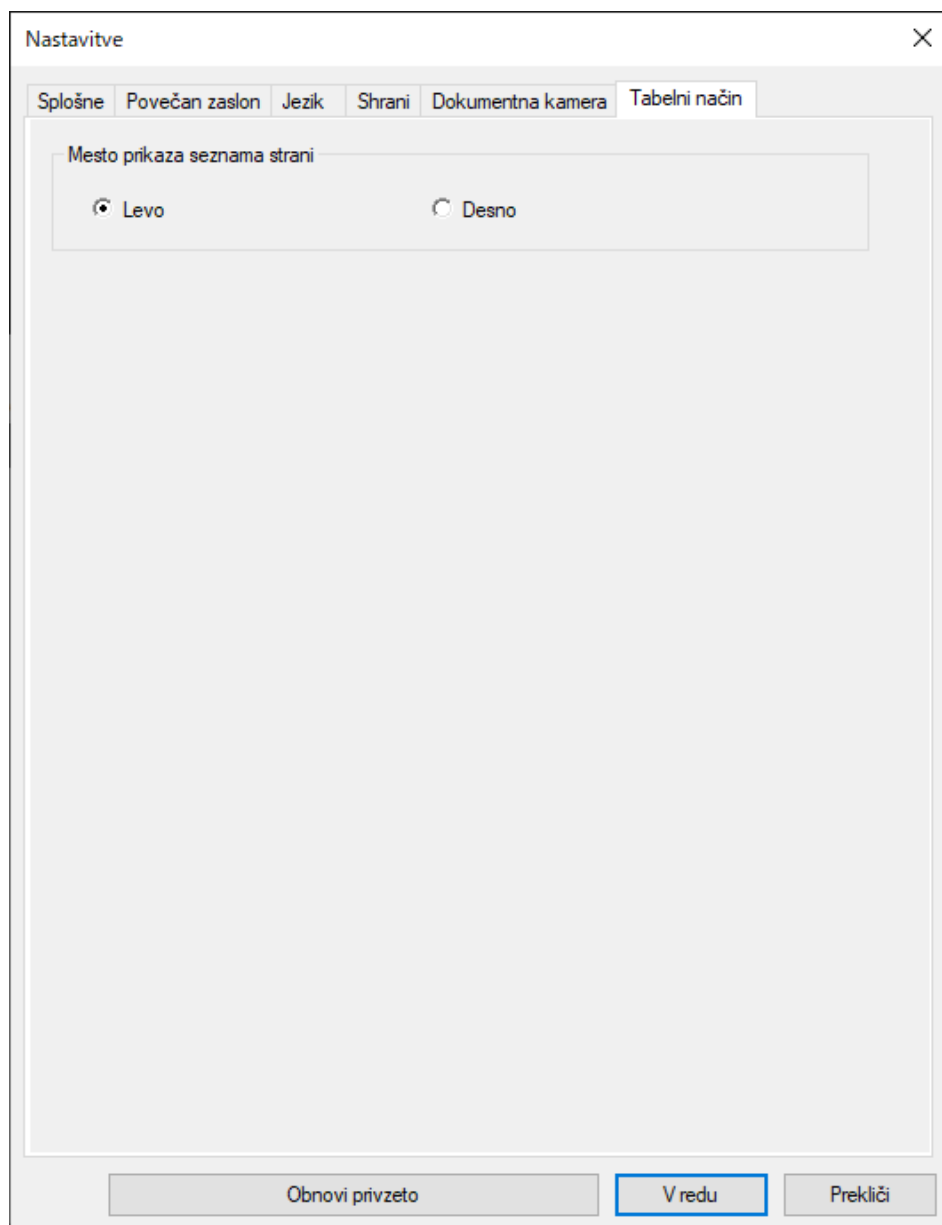 Nastavitve
Splošne Povečan zaslon Jezik Shrani Dokumentna kamera Tabelni način
Mesto prikaza seznama strani
Levo Desno
Obnovi privzeto V redu Prekliči